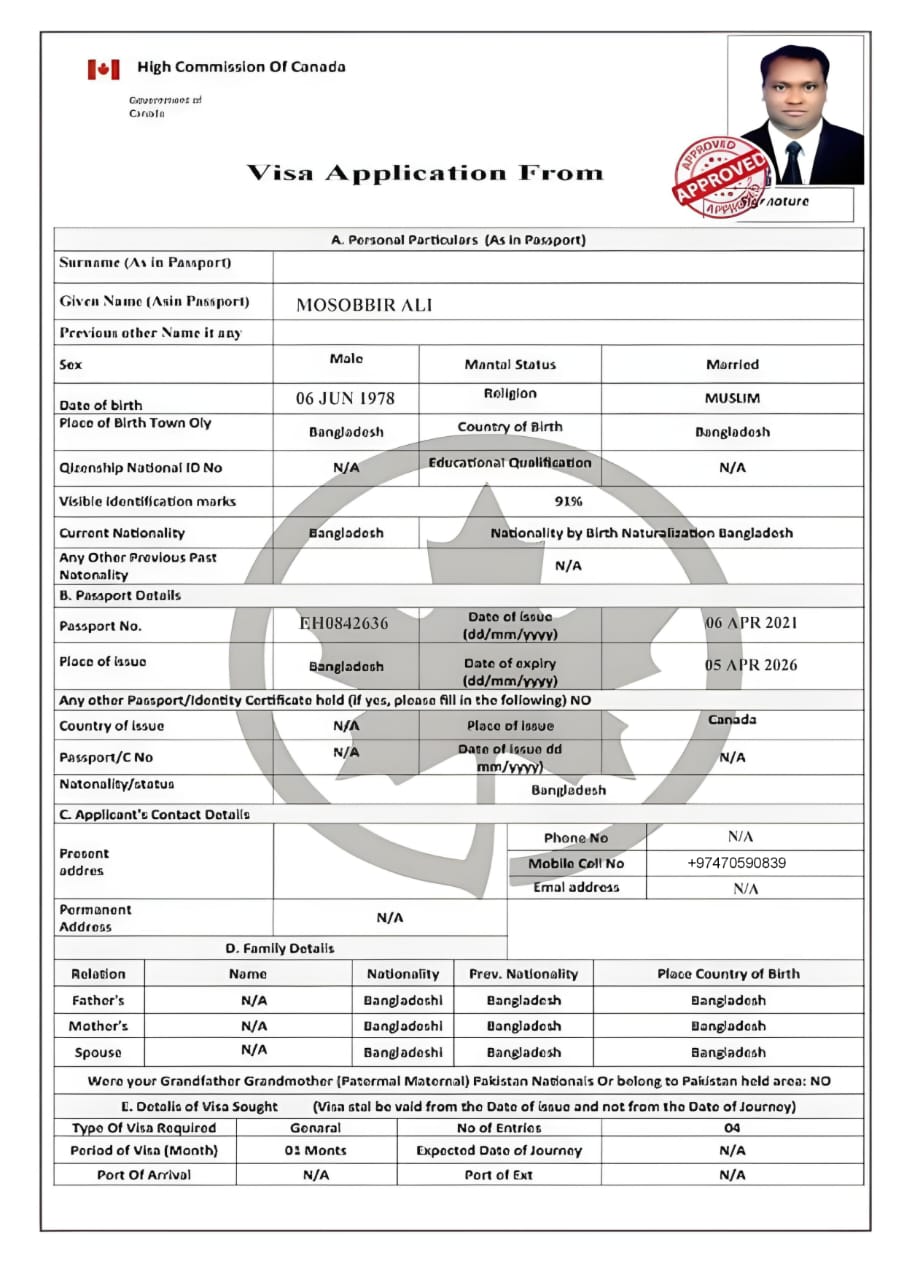 High Commission Of Canada
Government of
Canada
Visa Application From
APPROVED
APPROVED
APPROVED
Signature
A. Personal Particulars (As in Passport)
Surname (As in Passport)
Given Name (Asin Passport) MOSOBBIR ALI
Previous other Name if any
Sex Male Mantal Status Married
Date of birth 06 JUN 1978 Religion MUSLIM
Place of Birth Town Oly Bangladesh Country of Birth Bangladesh
Qizenship National ID No N/A Educational Qualification N/A
Visible identification marks 91%
Current Nationality Bangladesh Nationality by Birth Naturalization Bangladesh
Any Other Previous Past
Natonality N/A
B. Passport Details
Passport No. EH0842636 Date of issue
(dd/mm/yyyy) 06 APR 2021
Place of issue Bangladesh Date of expiry
(dd/mm/yyyy) 05 APR 2026
Any other Passport/Identity Certificate held (if yes, please fill in the following) NO
Country of issue N/A Place of issue Canada
Passport/C No N/A Date of issue dd
mm/yyyy) N/A
Natonality/status Bangladesh
C. Applicant's Contact Details
Present
addres
Phone No N/A
Mobile Coll No +97470590839
Emal address N/A
Permanent
Address N/A
D. Family Details
Relation Name Nationality Prev. Nationality Place Country of Birth
Father's N/A Bangladeshi Bangladesh Bangladesh
Mother's N/A Bangladeshi Bangladesh Bangladesh
Spouse N/A Bangladeshi Bangladesh Bangladesh
Were your Grandfather Grandmother (Patermal Maternal) Pakistan Nationals Or belong to Pakistan held area: NO
E. Details of Visa Sought (Visa stal be vaid from the Date of issue and not from the Date of Journey)
Type Of Visa Required Genaral No of Entries 04
Period of Visa (Month) Monts Expected Date of Journey N/A
Port Of Arrival N/A Port of Ext N/A